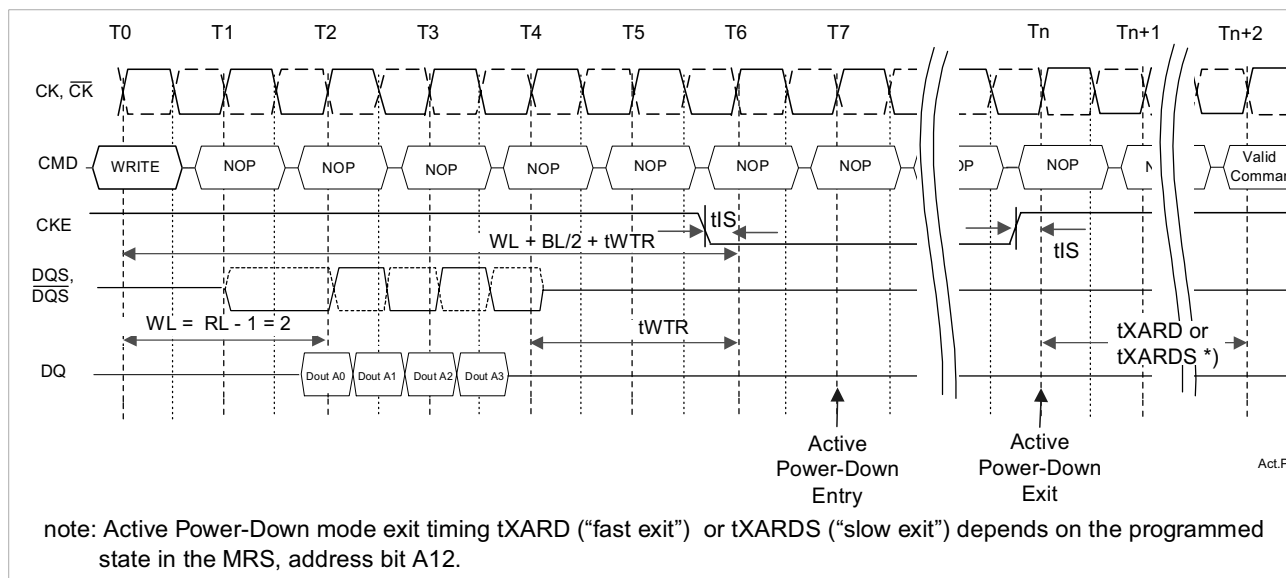 T0 T1 T2 T3 T4 T5 T6 T7 Tn Tn+1 Tn+2
CK, CK
CMD WRITE NOP NOP NOP NOP NOP NOP NOP NOP Valid
CKE tIS tIS
WL + BL/2 + tWTR
DQS,
DQS
WL = RL - 1 = 2 tWTR tXARD or
tXARDS *)
DQ Dout A0 Dout A1 Dout A2 Dout A3
Active
Power-Down
Entry
Active
Power-Down
Exit
note: Active Power-Down mode exit timing tXARD (“fast exit”) or tXARDS (“slow exit”) depends on the programmed
state in the MRS, address bit A12.